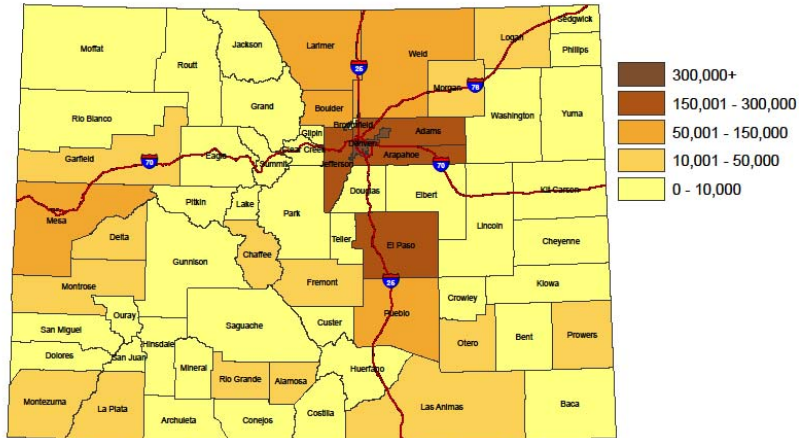 Sedgwick
Logan
Jackson
Larimer
Weld
Moffat
Phillips
Routt
25
Morgan
76
Grand
Boulder
Washington
Yuma
Rio Blanco
Broomfield
Gilpin
Adams
Denver
Clear Creek
Garfield
70
Eagle
Summit
Jefferson
Arapahoe
70
Douglas
Elbert
Kit Carson
Pitkin
Lake
Park
Mesa
Lincoln
Delta
Teller
El Paso
Cheyenne
Gunnison
Chaffee
Fremont
25
Kiowa
Montrose
Crowley
Ouray
Pueblo
San Miguel
Saguache
Custer
Otero
Bent
Prowers
Hinsdale
Dolores
San Juan
Mineral
Huerfano
Rio Grande
Alamosa
Montezuma
La Plata
Las Animas
Baca
Costilla
Archuleta
Conejos
300,000+
150,001 - 300,000
50,001 - 150,000
10,001 - 50,000
0 - 10,000